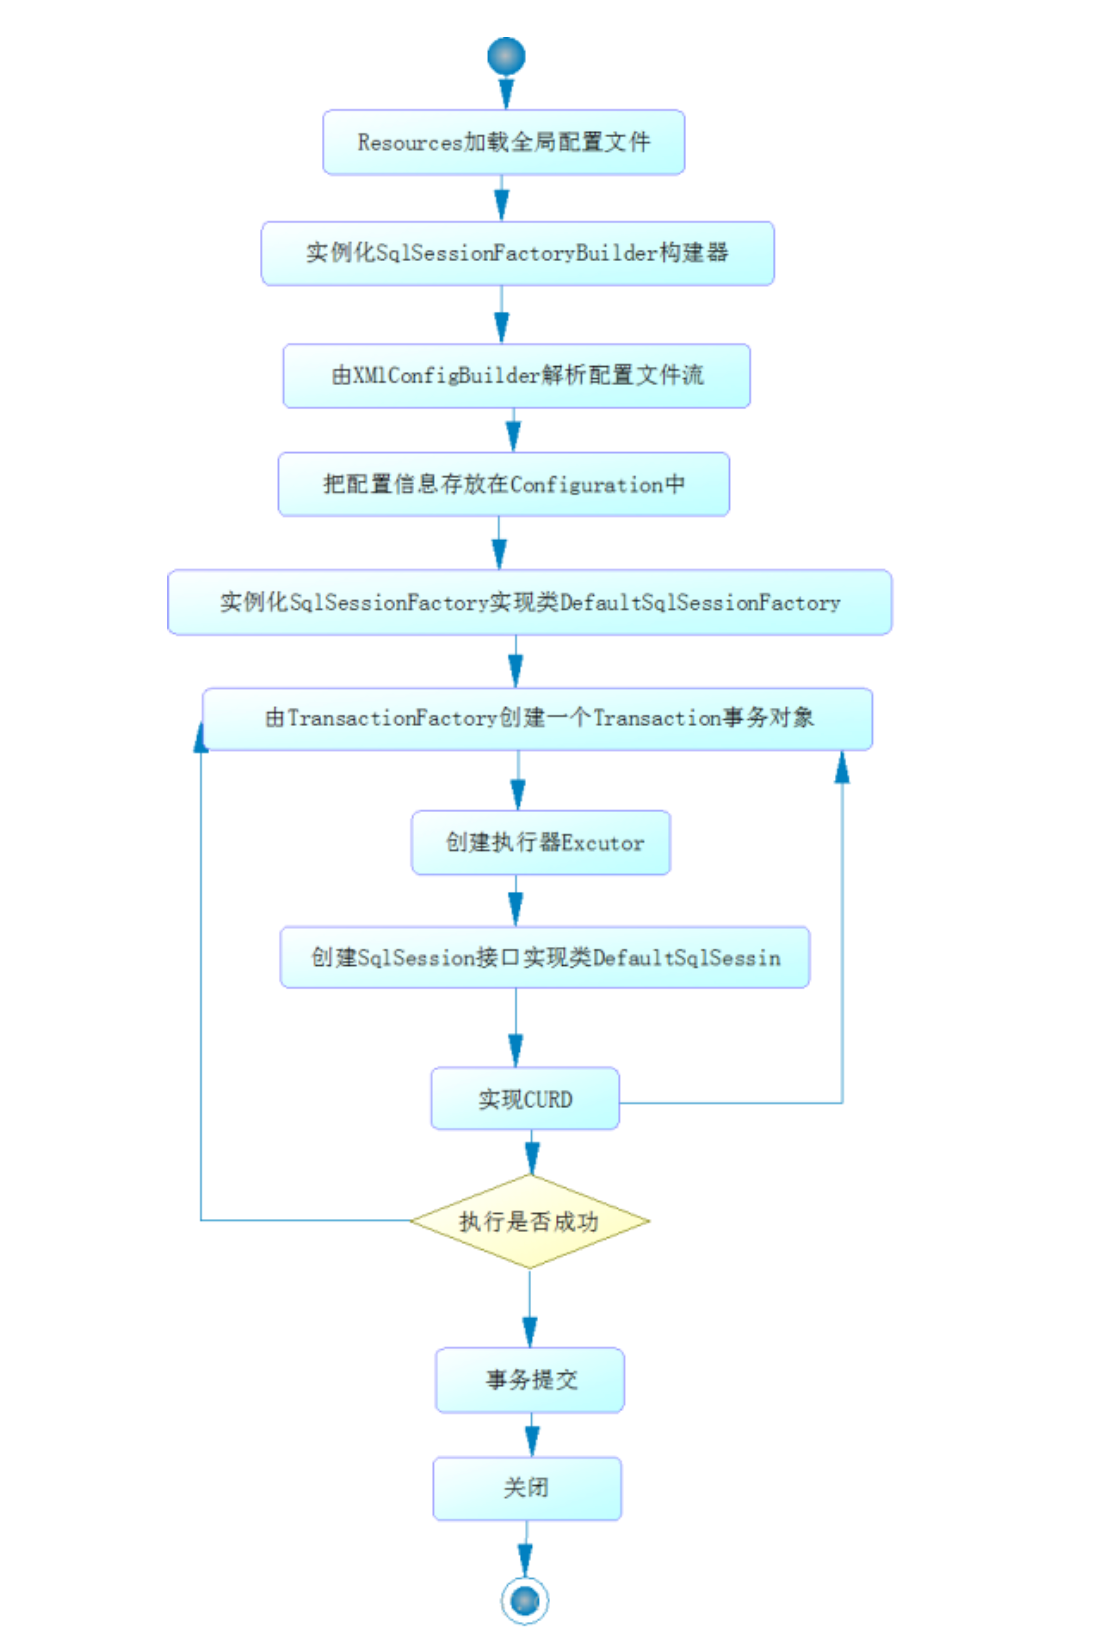 Resources加载全局配置文件
实例化SqlSessionFactoryBuilder构建器
由XMlConfigBuilder解析配置文件流
把配置信息存放在Configuration中
实例化SqlSessionFactory实现类DefaultSqlSessionFactory
由TransactionFactory创建一个Transaction事务对象
创建执行器Excutor
创建SqlSession接口实现类DefaultSqlSessin
实现CURD
执行是否成功
事务提交
关闭